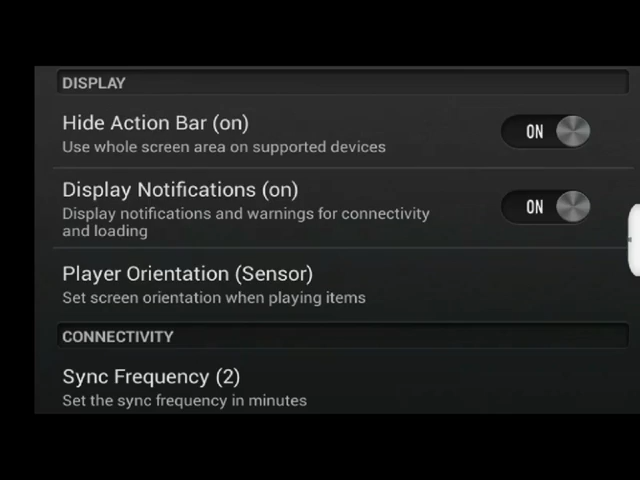 DISPLAY
Hide Action Bar (on)
ON
Use whole screen area on supported devices
Display Notifications (on)
ON
Display notifications and warnings for connectivity
and loading
Player Orientation (Sensor)
Set screen orientation when playing items
CONNECTIVITY
Sync Frequency (2)
Set the sync frequency in minutes